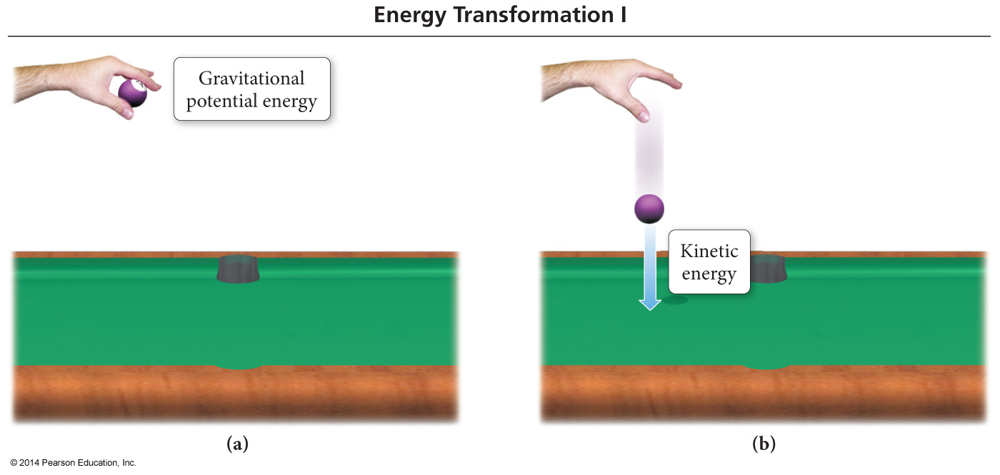 Energy Transformation I
Gravitational
potential energy
Kinetic
energy
(a)
(b)
© 2014 Pearson Education, Inc.